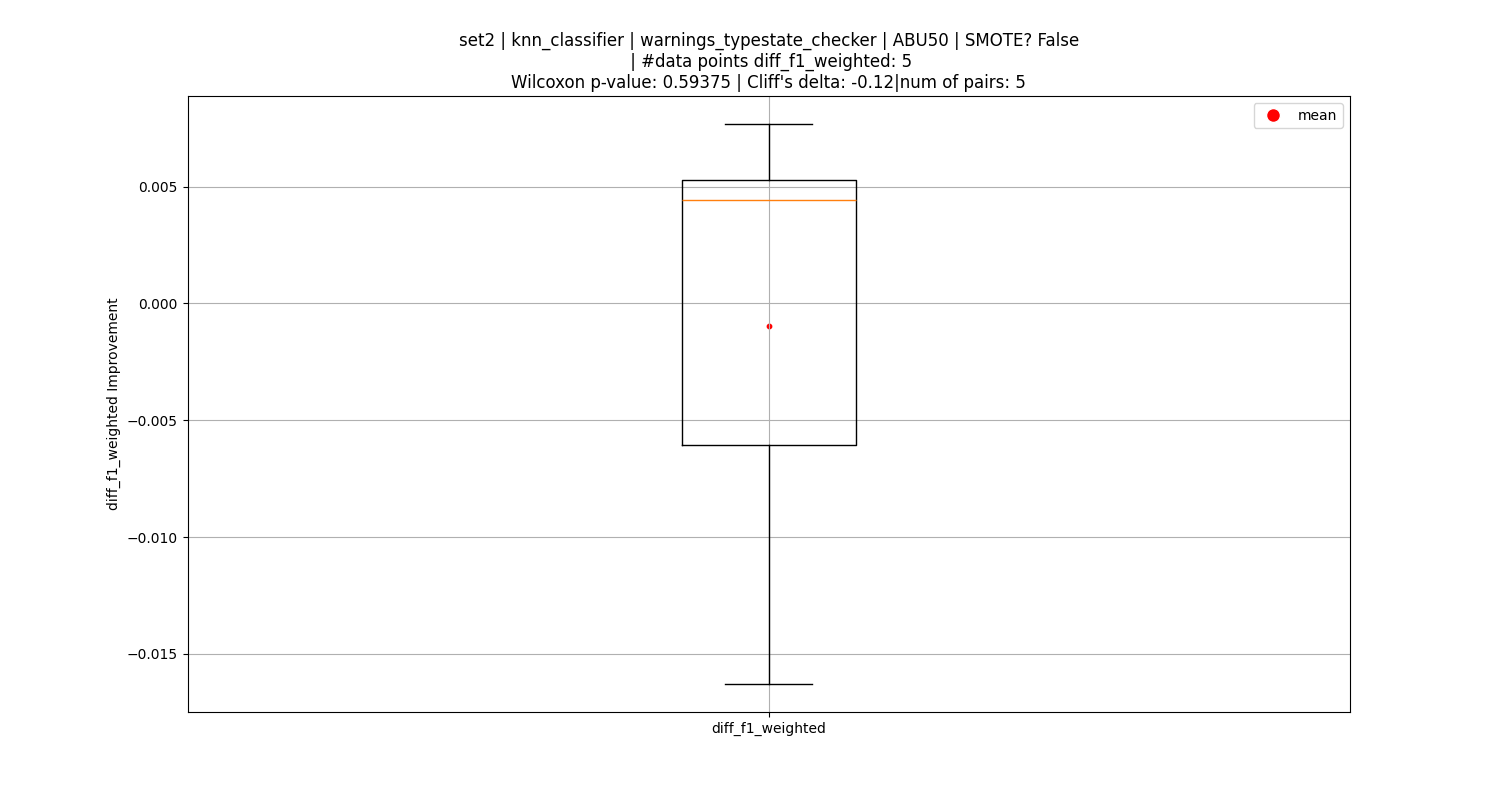 set2 | knn_classifier | warnings_typestate_checker | ABU50 | SMOTE? False
| #data points diff_f1_weighted: 5
Wilcoxon p-value: 0.59375 | Cliff's delta: -0.12|num of pairs: 5
mean
0.005
0.000
−0.005
−0.010
−0.015
diff_f1_weighted Improvement
diff_f1_weighted